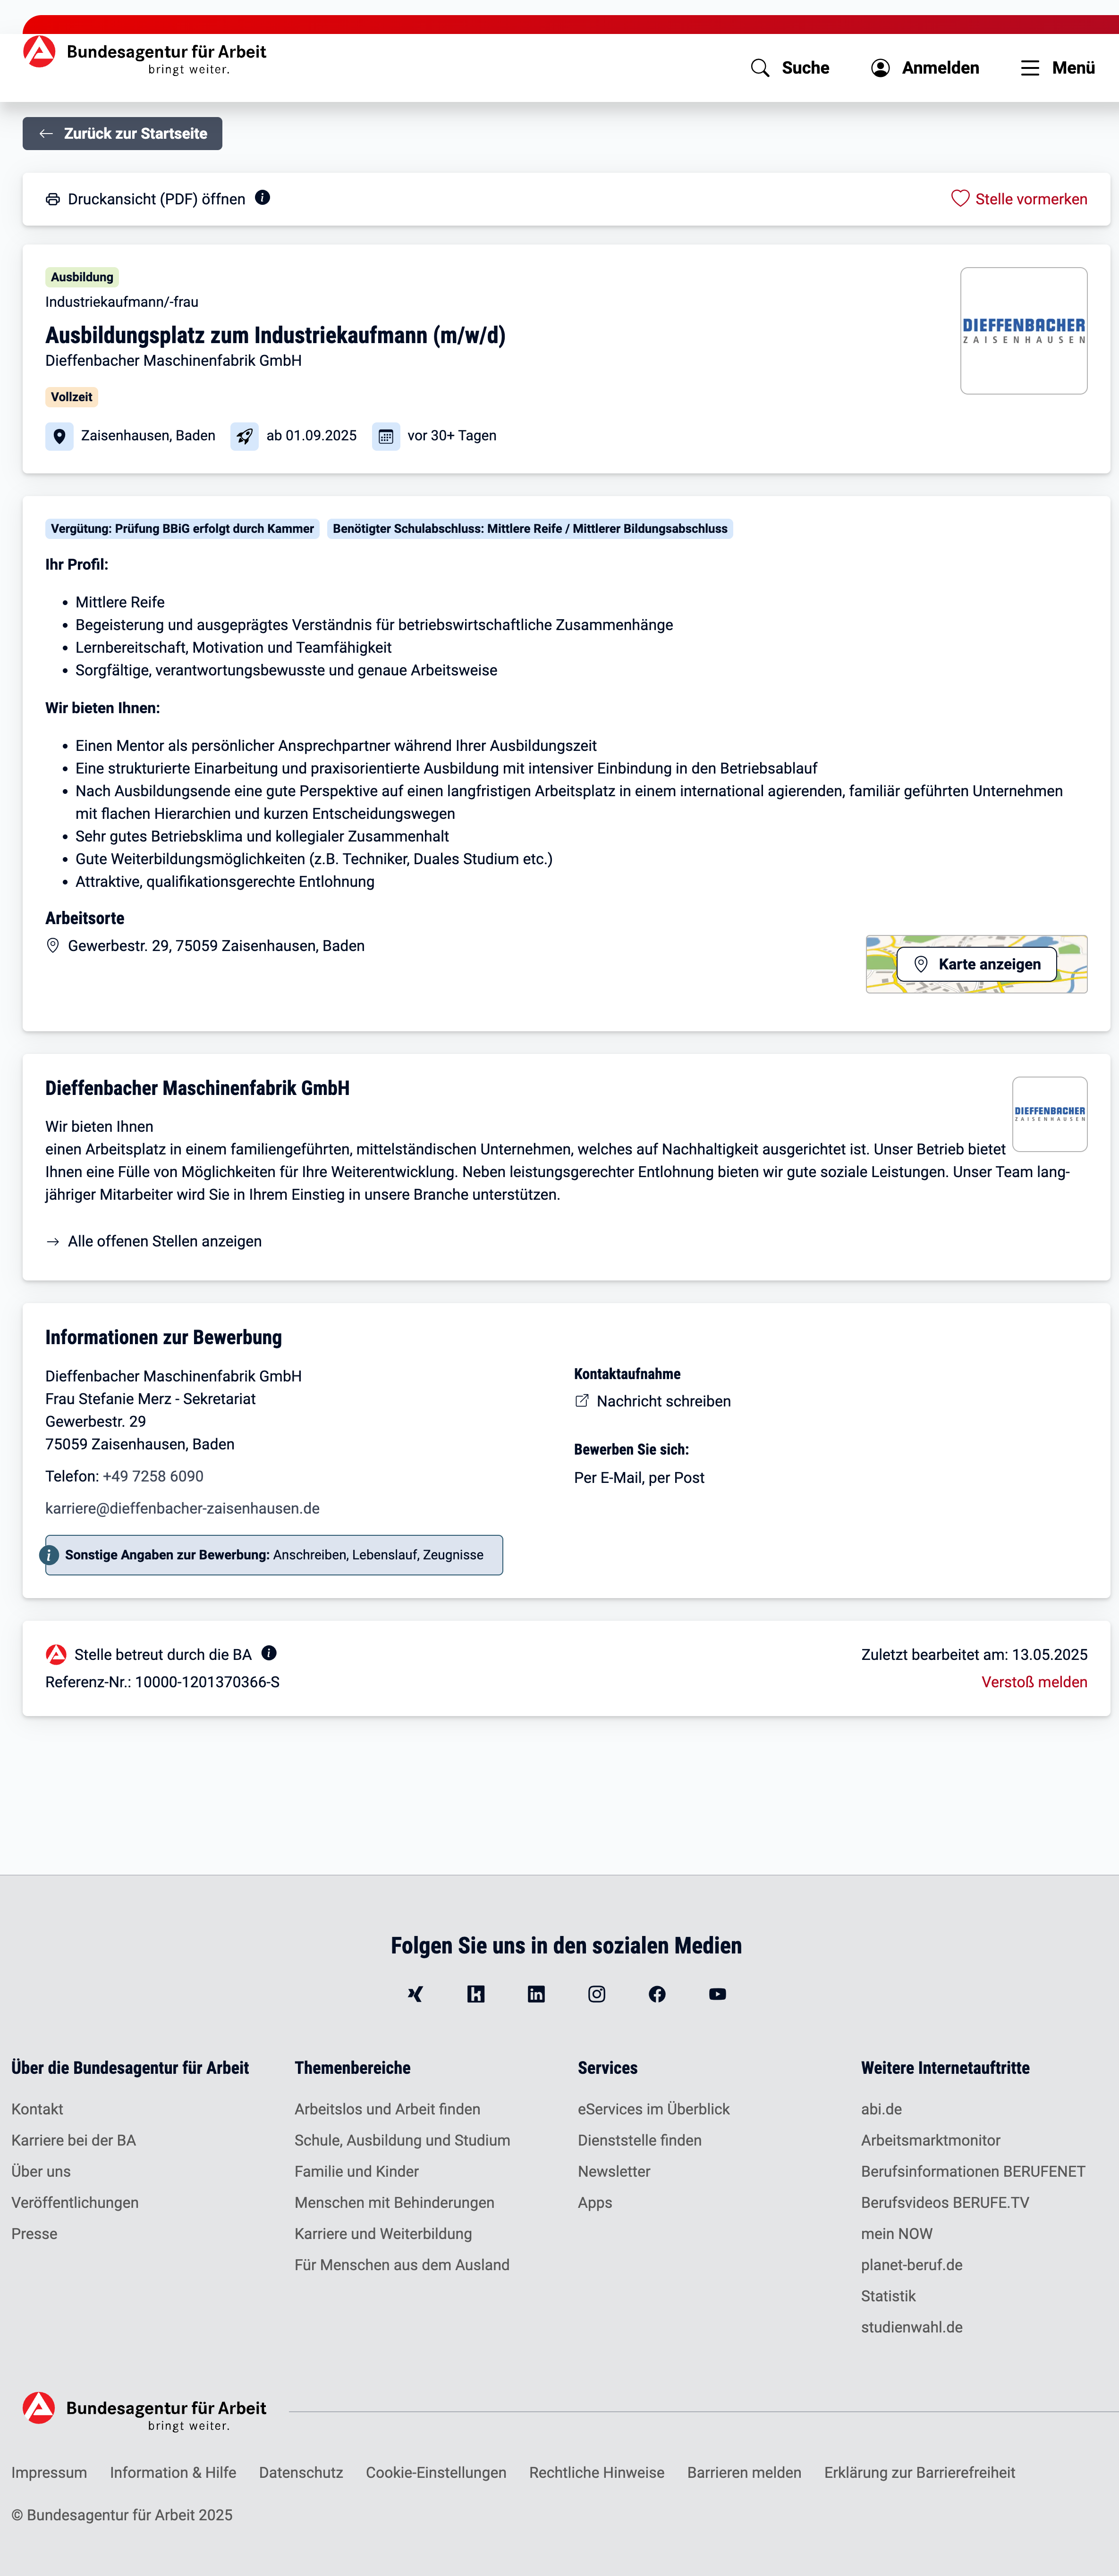 Bundesagentur für Arbeit
bringt weiter.
Suche
Anmelden
Menü
Zurück zur Startseite
Druckansicht (PDF) öffnen
Stelle vormerken
Ausbildung
Industriekaufmann/-frau
Ausbildungsplatz zum Industriekaufmann (m/w/d)
Dieffenbacher Maschinenfabrik GmbH
DIEFFENBACHER
ZAISENHAUSEN
Vollzeit
Zaisenhausen, Baden
ab 01.09.2025
vor 30+ Tagen
Vergütung: Prüfung BBiG erfolgt durch Kammer
Benötigter Schulabschluss: Mittlere Reife / Mittlerer Bildungsabschluss
Ihr Profil:
• Mittlere Reife
• Begeisterung und ausgeprägtes Verständnis für betriebswirtschaftliche Zusammenhänge
• Lernbereitschaft, Motivation und Teamfähigkeit
• Sorgfältige, verantwortungsbewusste und genaue Arbeitsweise
Wir bieten Ihnen:
• Einen Mentor als persönlicher Ansprechpartner während Ihrer Ausbildungszeit
• Eine strukturierte Einarbeitung und praxisorientierte Ausbildung mit intensiver Einbindung in den Betriebsablauf
• Nach Ausbildungsende eine gute Perspektive auf einen langfristigen Arbeitsplatz in einem international agierenden, familiär geführten Unternehmen
mit flachen Hierarchien und kurzen Entscheidungswegen
• Sehr gutes Betriebsklima und kollegialer Zusammenhalt
• Gute Weiterbildungsmöglichkeiten (z.B. Techniker, Duales Studium etc.)
• Attraktive, qualifikationsgerechte Entlohnung
Arbeitsorte
Gewerbestr. 29, 75059 Zaisenhausen, Baden
Karte anzeigen
Dieffenbacher Maschinenfabrik GmbH
DIEFFENBACHER
ZAISENHAUSEN
Wir bieten Ihnen
einen Arbeitsplatz in einem familiengeführten, mittelständischen Unternehmen, welches auf Nachhaltigkeit ausgerichtet ist. Unser Betrieb bietet
Ihnen eine Fülle von Möglichkeiten für Ihre Weiterentwicklung. Neben leistungsgerechter Entlohnung bieten wir gute soziale Leistungen. Unser Team lang-
jähriger Mitarbeiter wird Sie in Ihrem Einstieg in unsere Branche unterstützen.
Alle offenen Stellen anzeigen
Informationen zur Bewerbung
Dieffenbacher Maschinenfabrik GmbH
Frau Stefanie Merz - Sekretariat
Gewerbestr. 29
75059 Zaisenhausen, Baden
Telefon: +49 7258 6090
karriere@dieffenbacher-zaisenhausen.de
Sonstige Angaben zur Bewerbung: Anschreiben, Lebenslauf, Zeugnisse
Kontaktaufnahme
Nachricht schreiben
Bewerben Sie sich:
Per E-Mail, per Post
Stelle betreut durch die BA
Referenz-Nr.: 10000-1201370366-S
Zuletzt bearbeitet am: 13.05.2025
Verstoß melden
Folgen Sie uns in den sozialen Medien
Über die Bundesagentur für Arbeit
Kontakt
Karriere bei der BA
Über uns
Veröffentlichungen
Presse
Themenbereiche
Arbeitslos und Arbeit finden
Schule, Ausbildung und Studium
Familie und Kinder
Menschen mit Behinderungen
Karriere und Weiterbildung
Für Menschen aus dem Ausland
Services
eServices im Überblick
Dienststelle finden
Newsletter
Apps
Weitere Internetauftritte
abi.de
Arbeitsmarktmonitor
Berufsinformationen BERUFENET
Berufsvideos BERUFE.TV
mein NOW
planet-beruf.de
Statistik
studienwahl.de
Bundesagentur für Arbeit
bringt weiter.
Impressum
Information & Hilfe
Datenschutz
Cookie-Einstellungen
Rechtliche Hinweise
Barrieren melden
Erklärung zur Barrierefreiheit
© Bundesagentur für Arbeit 2025